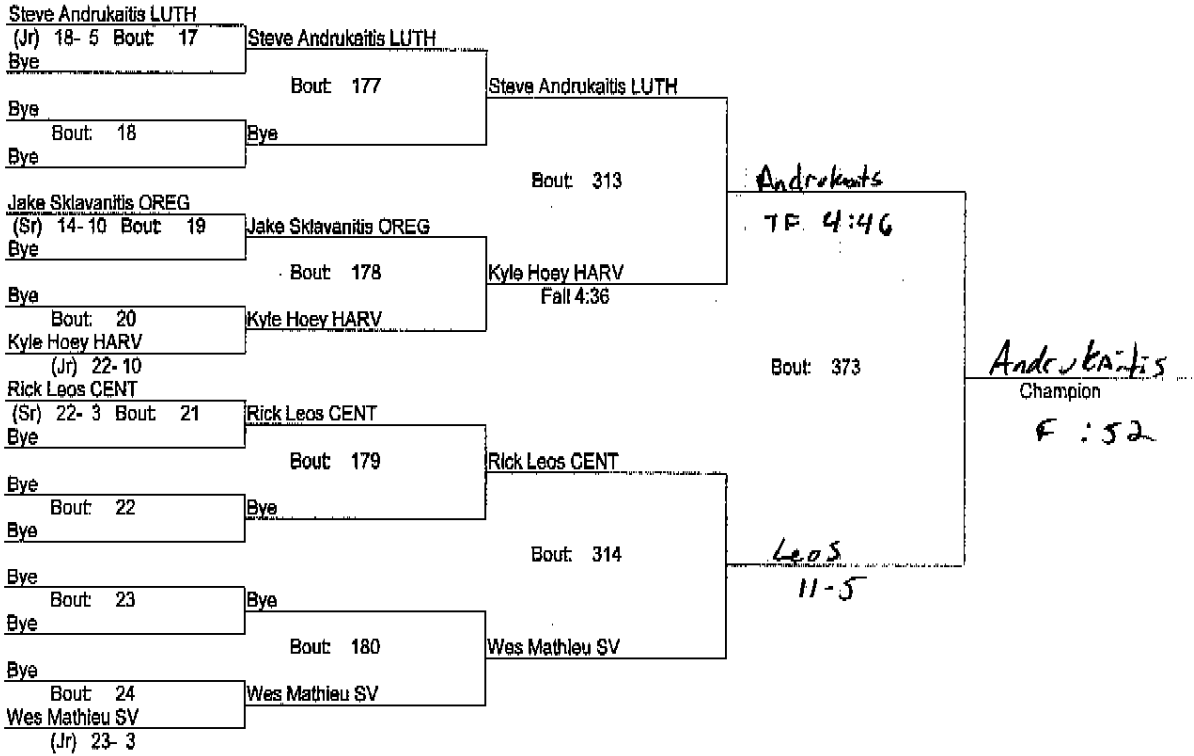 Steve Andrukaitis LUTH
(Jr) 18- 5 Bout: 17
Bye
Bye
Bout: 18
Bye
Jake Sklavanitis OREG
(Sr) 14- 10 Bout: 19
Bye
Bye
Bout: 20
Kyle Hoey HARV
(Jr) 22- 10
Rick Leos CENT
(Sr) 22- 3 Bout: 21
Bye
Bye
Bout: 22
Bye
Bye
Bout: 23
Bye
Bye
Bout: 24
Wes Mathieu SV
(Jr) 23- 3
Steve Andrukaitis LUTH
Bout: 177
Bye
Jake Sklavanitis OREG
Bout: 178
Kyle Hoey HARV
Rick Leos CENT
Bout: 179
Bye
Bye
Bout: 180
Wes Mathieu SV
Steve Andrukaitis LUTH
Bout: 313
Kyle Hoey HARV
Fall 4:36
Rick Leos CENT
Bout: 314
Wes Mathieu SV
Andrukaits
TF 4:46
Bout: 373
Leos
11-5
Andrukaitis
Champion
F :52